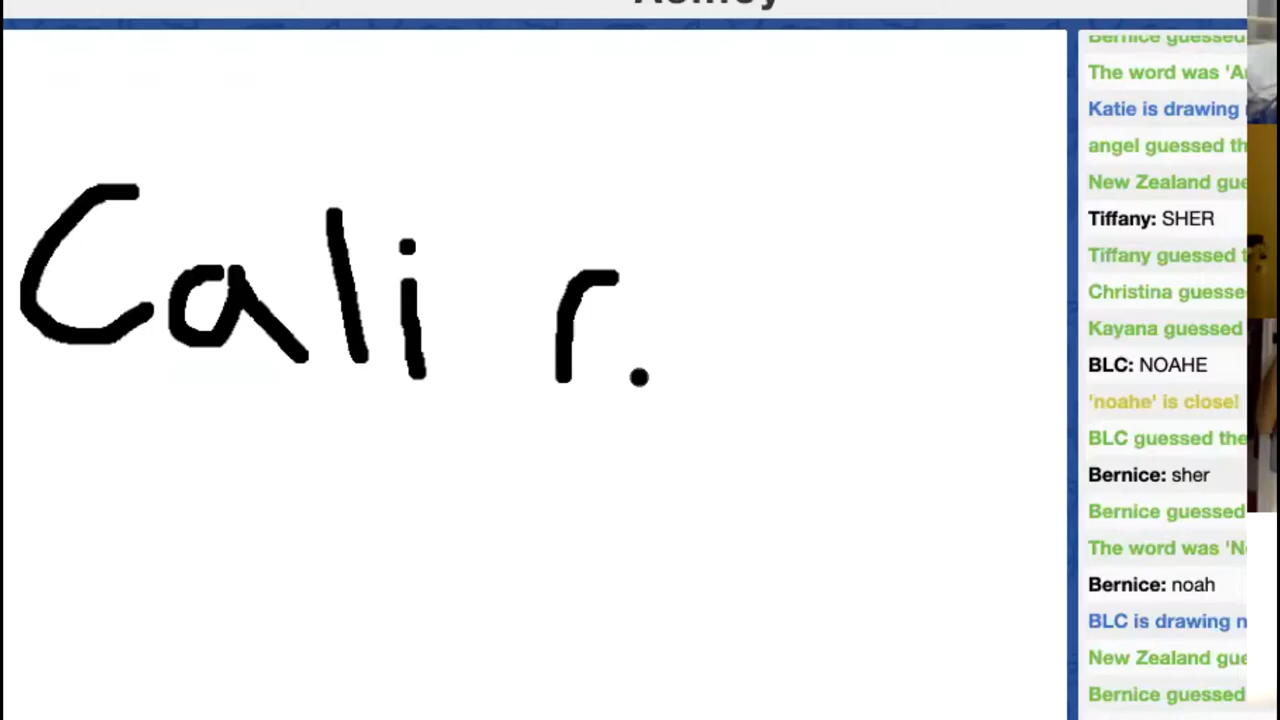 Ashley
Cali r.
Bernice guessed
The word was 'A
Katie is drawing
angel guessed th
New Zealand gue
Tiffany: SHER
Tiffany guessed t
Christina guesse
Kayana guessed
BLC: NOAHE
'noahe' is close!
BLC guessed the
Bernice: sher
Bernice guessed
The word was 'N
Bernice: noah
BLC is drawing n
New Zealand gue
Bernice guessed